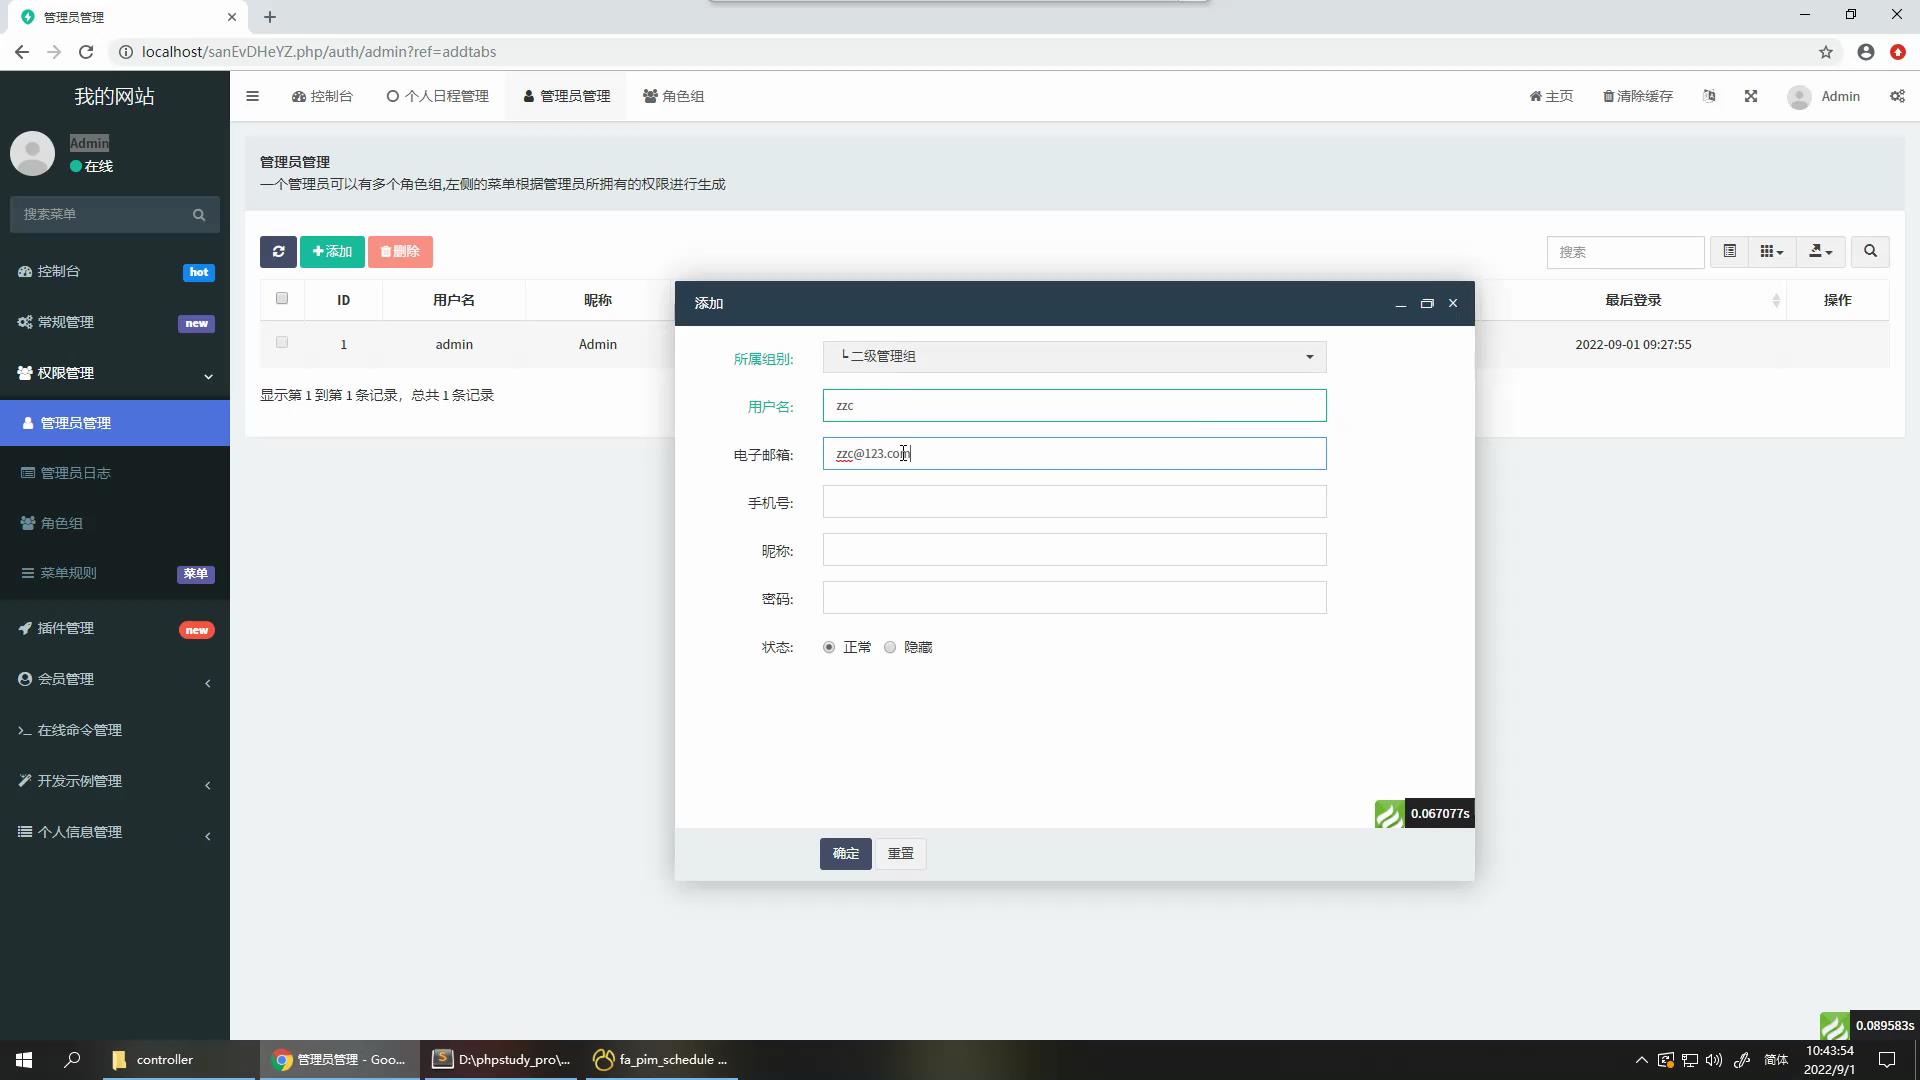 管理员管理
localhost/sanEvDHeYZ.php/auth/admin?ref=addtabs
我的网站
控制台
个人日程管理
管理员管理
角色组
主页
清除缓存
Admin
Admin
在线
搜索菜单
控制台 hot
常规管理 new
权限管理
管理员管理
管理员日志
角色组
菜单规则 菜单
插件管理 new
会员管理
在线命令管理
开发示例管理
个人信息管理
管理员管理
一个管理员可以有多个角色组,左侧的菜单根据管理员所拥有的权限进行生成
添加
删除
搜索
ID 用户名 昵称 最后登录 操作
1 admin Admin 2022-09-01 09:27:55
显示第 1 到第 1 条记录，总共 1 条记录
添加
所属组别: └ 二级管理组
用户名: zzc
电子邮箱: zzc@123.com
手机号:
昵称:
密码:
状态: 正常 隐藏
0.067077s
确定 重置
0.089583s
controller
管理员管理 - Goo...
D:\phpstudy_pro\...
fa_pim_schedule ...
简体
10:43:54
2022/9/1